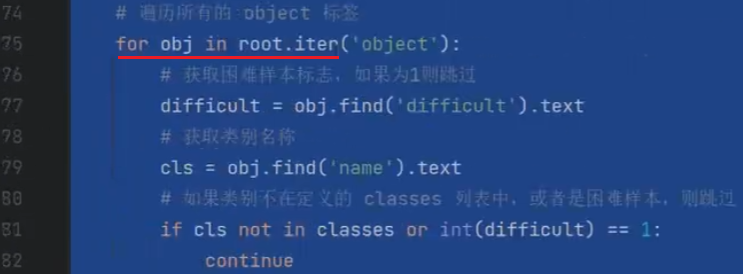 74 # 遍历所有的 object 标签
75 for obj in root.iter('object'):
76 # 获取困难样本标志，如果为1则跳过
77 difficult = obj.find('difficult').text
78 # 获取类别名称
79 cls = obj.find('name').text
80 # 如果类别不在定义的 classes 列表中，或者是困难样本，则跳过
81 if cls not in classes or int(difficult) == 1:
82 continue